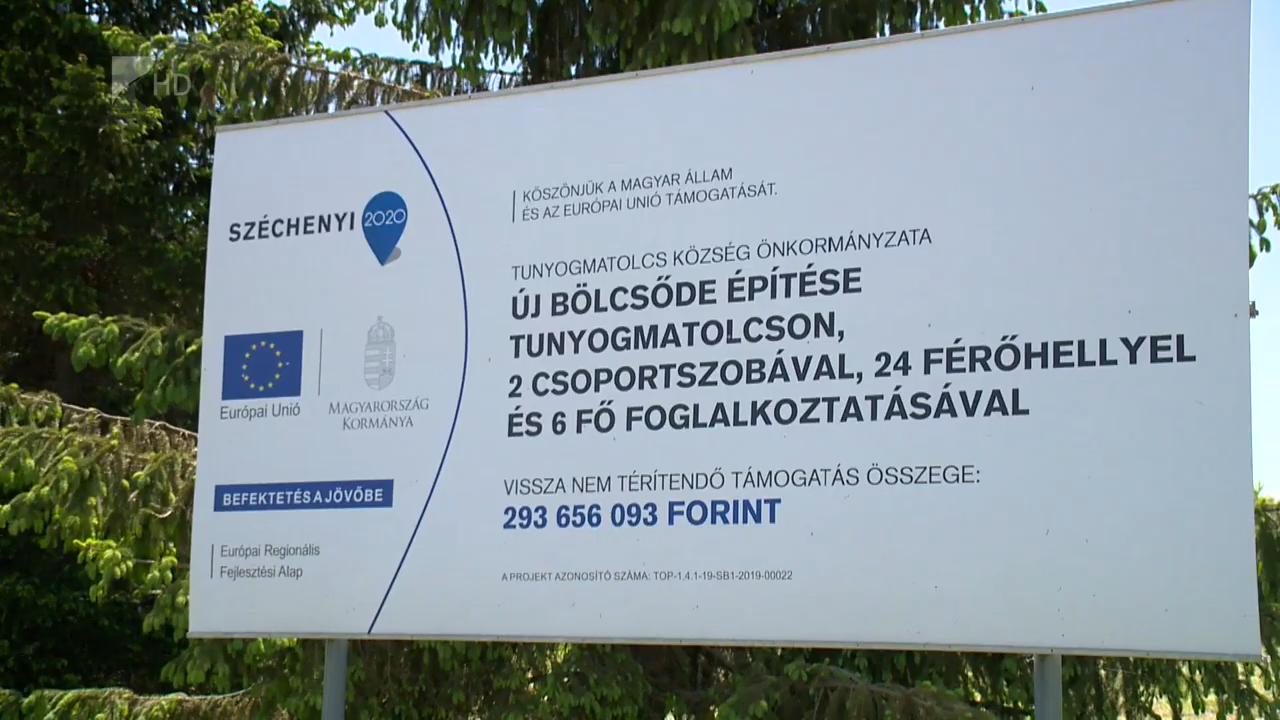 HD
SZÉCHENYI 2020
Európai Unió
MAGYARORSZÁG
KORMÁNYA
BEFEKTETÉS A JÖVŐBE
Európai Regionális
Fejlesztési Alap
KÖSZÖNJÜK A MAGYAR ÁLLAM
ÉS AZ EURÓPAI UNIÓ TÁMOGATÁSÁT.
TUNYOGMATOLCS KÖZSÉG ÖNKORMÁNYZATA
ÚJ BÖLCSŐDE ÉPÍTÉSE
TUNYOGMATOLCSON,
2 CSOPORTSZOBÁVAL, 24 FÉRŐHELLYEL
ÉS 6 FŐ FOGLALKOZTATÁSÁVAL
VISSZA NEM TÉRÍTENDŐ TÁMOGATÁS ÖSSZEGE:
293 656 093 FORINT
A PROJEKT AZONOSÍTÓ SZÁMA: TOP-1.4.1-19-SB1-2019-00022